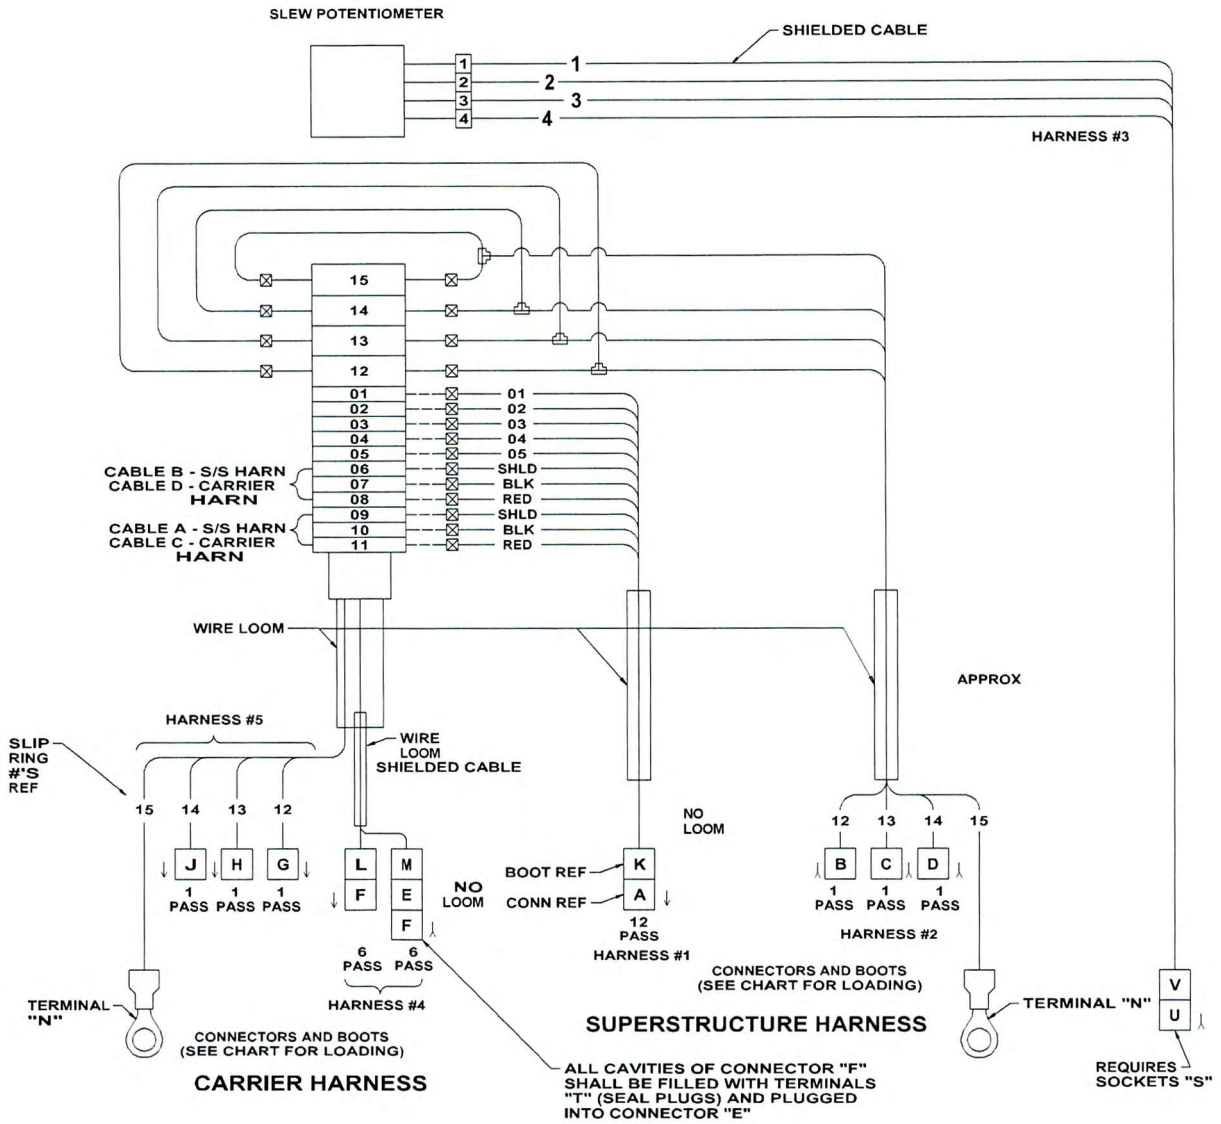 SLEW POTENTIOMETER
SHIELDED CABLE
1 1
2 2
3 3
4 4
HARNESS #3
15
14
13
12
01 01
02 02
03 03
04 04
05 05
CABLE B - S/S HARN 06 SHLD
CABLE D - CARRIER 07 BLK
HARN 08 RED
09 SHLD
CABLE A - S/S HARN 10 BLK
CABLE C - CARRIER 11 RED
HARN
WIRE LOOM
APPROX
HARNESS #5
SLIP
RING
#'S
REF
WIRE
LOOM
SHIELDED CABLE
15 14 13 12
NO
LOOM
12 13 14 15
J H G
1 1 1
PASS PASS PASS
L
F
M
E
F
NO
LOOM
6 6
PASS PASS
HARNESS #4
BOOT REF K
CONN REF A
12
PASS
HARNESS #1
B C D
1 1 1
PASS PASS PASS
HARNESS #2
TERMINAL
"N"
CONNECTORS AND BOOTS
(SEE CHART FOR LOADING)
CARRIER HARNESS
CONNECTORS AND BOOTS
(SEE CHART FOR LOADING)
SUPERSTRUCTURE HARNESS
TERMINAL "N"
V
U
REQUIRES
SOCKETS "S"
ALL CAVITIES OF CONNECTOR "F"
SHALL BE FILLED WITH TERMINALS
"T" (SEAL PLUGS) AND PLUGGED
INTO CONNECTOR "E"